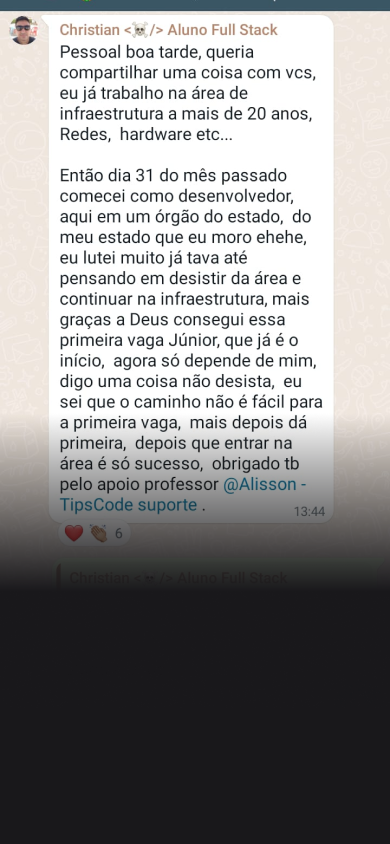 Christian <☠️/> Aluno Full Stack
Pessoal boa tarde, queria
compartilhar uma coisa com vcs,
eu já trabalho na área de
infraestrutura a mais de 20 anos,
Redes, hardware etc...
Então dia 31 do mês passado
comecei como desenvolvedor,
aqui em um órgão do estado, do
meu estado que eu moro ehehe,
eu lutei muito já tava até
pensando em desistir da área e
continuar na infraestrutura, mais
graças a Deus consegui essa
primeira vaga Júnior, que já é o
início, agora só depende de mim,
digo uma coisa não desista, eu
sei que o caminho não é fácil para
a primeira vaga, mais depois dá
primeira, depois que entrar na
área é só sucesso, obrigado tb
pelo apoio professor @Alisson -
TipsCode suporte .
13:44
❤️ 👏🏽 6
Christian <☠️/> Aluno Full Stack